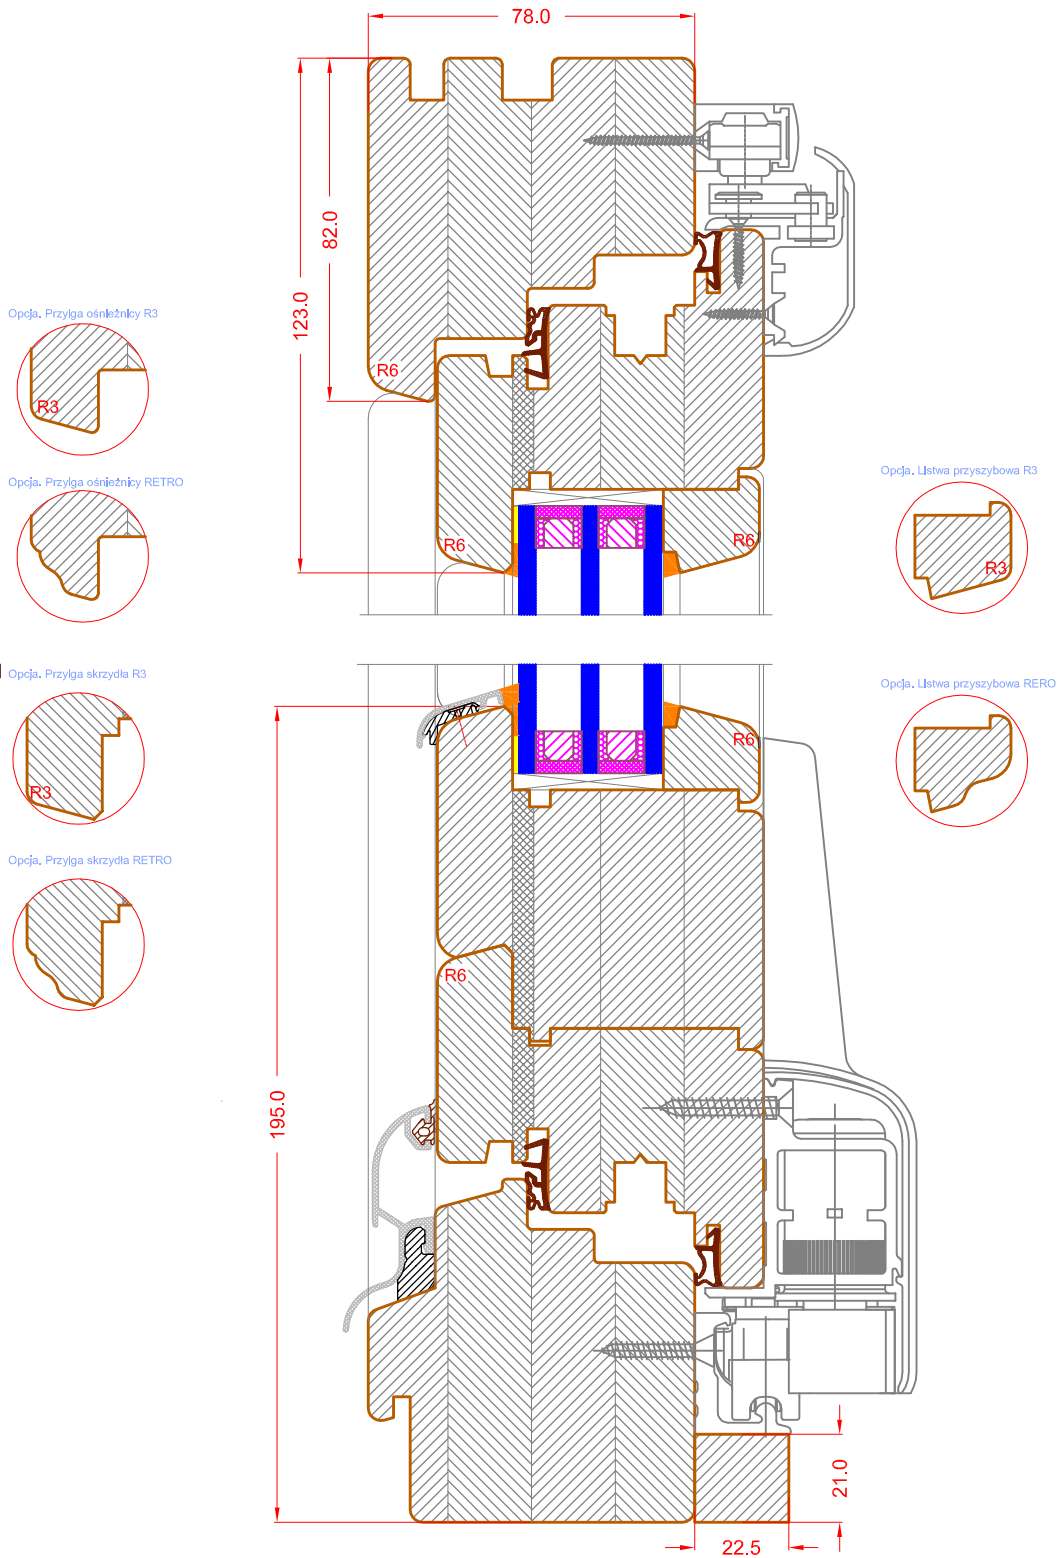 78.0
82.0
123.0
Opcja. Przylga ośnieżnicy R3
R6
R3
Opcja. Przylga ośnieżnicy RETRO
Opcja. Listwa przyszybowa R3
R6
R6
R3
Opcja. Przylga skrzydła R3
Opcja. Listwa przyszybowa RERO
R6
R3
Opcja. Przylga skrzydła RETRO
R6
195.0
21.0
22.5